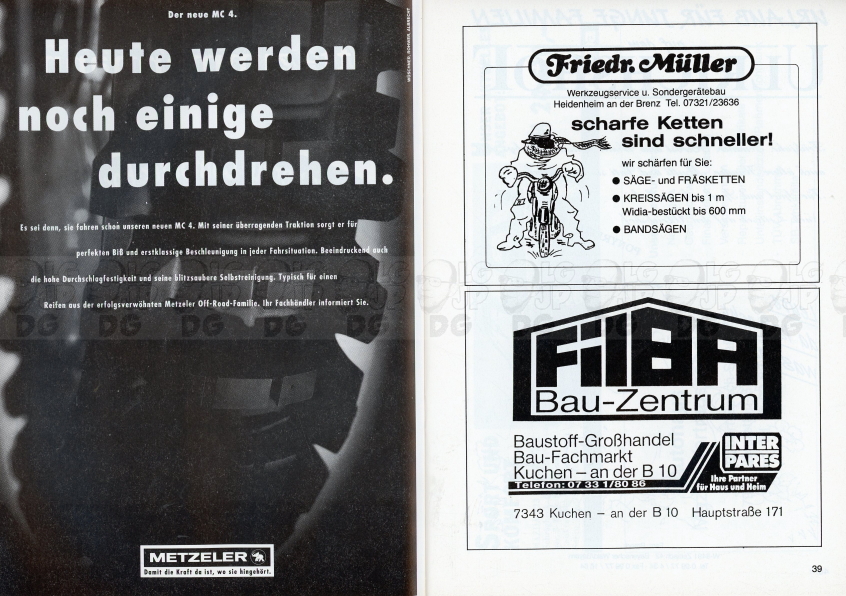 Der neue MC 4.
Heute werden
noch einige
durchdrehen.
Es sei denn, sie fahren schon unseren neuen MC 4. Mit seiner überragenden Traktion sorgt er für
perfekten Biß und erstklassige Beschleunigung in jeder Fahrsituation. Beeindruckend auch
die hohe Durchschlagfestigkeit und seine blitzsaubere Selbstreinigung. Typisch für einen
Reifen aus der erfolgsverwöhnten Metzeler Off-Road-Familie. Ihr Fachhändler informiert Sie.
METZELER
Damit die Kraft da ist, wo sie hingehört.
Friedr. Müller
Werkzeugservice u. Sondergerätebau
Heidenheim an der Brenz Tel. 07321/23636
scharfe Ketten
sind schneller!
wir schärfen für Sie:
● SÄGE- und FRÄSKETTEN
● KREISSÄGEN bis 1 m
Widia-bestückt bis 600 mm
● BANDSÄGEN
FilBA
Bau-Zentrum
Baustoff-Großhandel
Bau-Fachmarkt
Kuchen – an der B 10
Telefon: 07 33 1/80 86
INTER
PARES
Ihre Partner
für Haus und Heim
7343 Kuchen – an der B 10 Hauptstraße 171
39